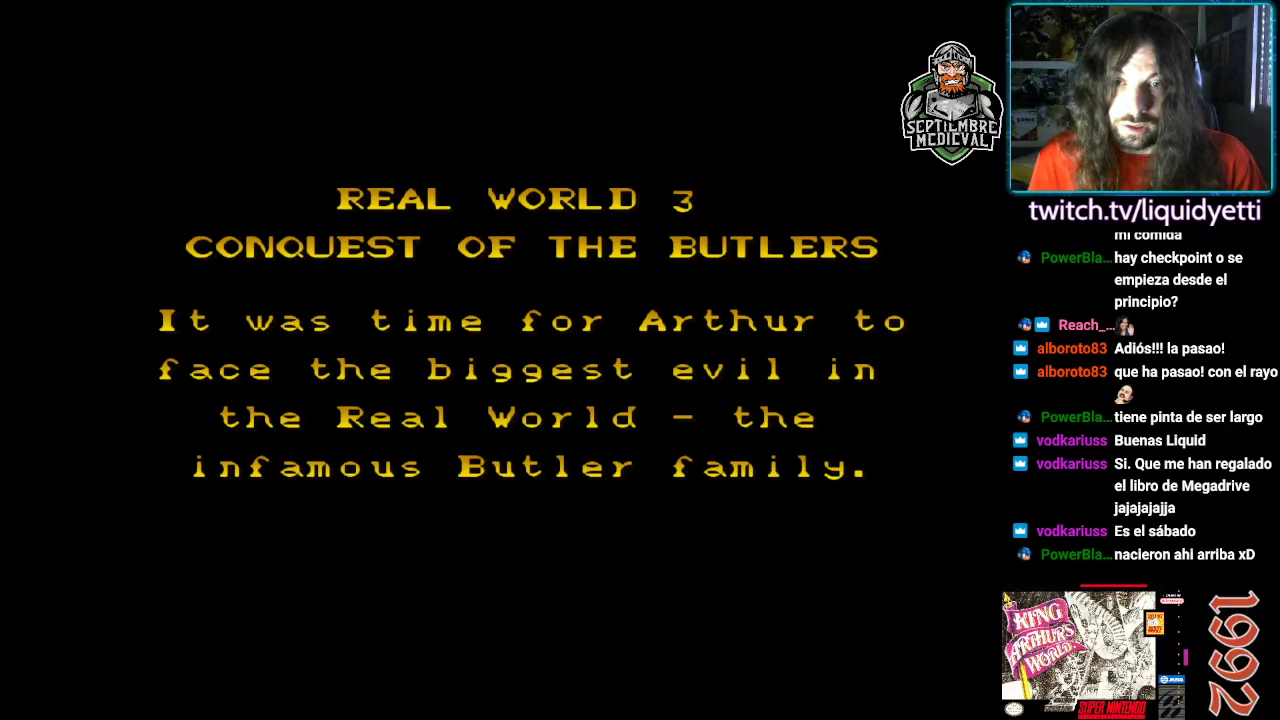 REAL WORLD 3
CONQUEST OF THE BUTLERS
It was time for Arthur to
face the biggest evil in
the Real World - the
infamous Butler family.
SEPTIEMBRE
MEDIEVAL
twitch.tv/liquidyetti
mi comida
PowerBla... hay checkpoint o se
empieza desde el
principio?
Reach_...
alboroto83 Adiós!!! la pasao!
alboroto83 que ha pasao! con el rayo
PowerBla... tiene pinta de ser largo
vodkariuss Buenas Liquid
vodkariuss Si. Que me han regalado
el libro de Megadrive
jajajajajja
vodkariuss Es el sábado
PowerBla... nacieron ahI arriba xD
KING
ARTHUR'S
WORLD
SUPER NINTENDO
1992